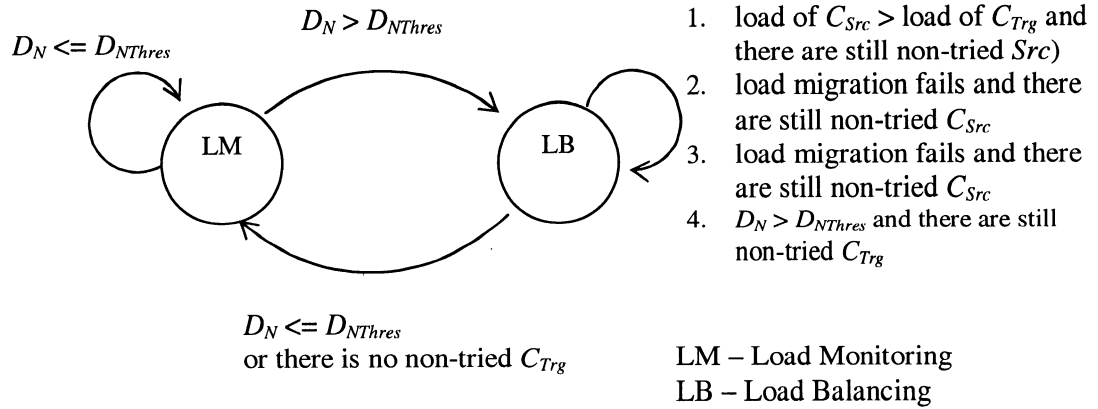 D_N > D_NThres
D_N <= D_NThres
LM
LB
1. load of C_Src > load of C_Trg and
there are still non-tried Src)
2. load migration fails and there
are still non-tried C_Src
3. load migration fails and there
are still non-tried C_Src
4. D_N > D_NThres and there are still
non-tried C_Trg
D_N <= D_NThres
or there is no non-tried C_Trg
LM – Load Monitoring
LB – Load Balancing